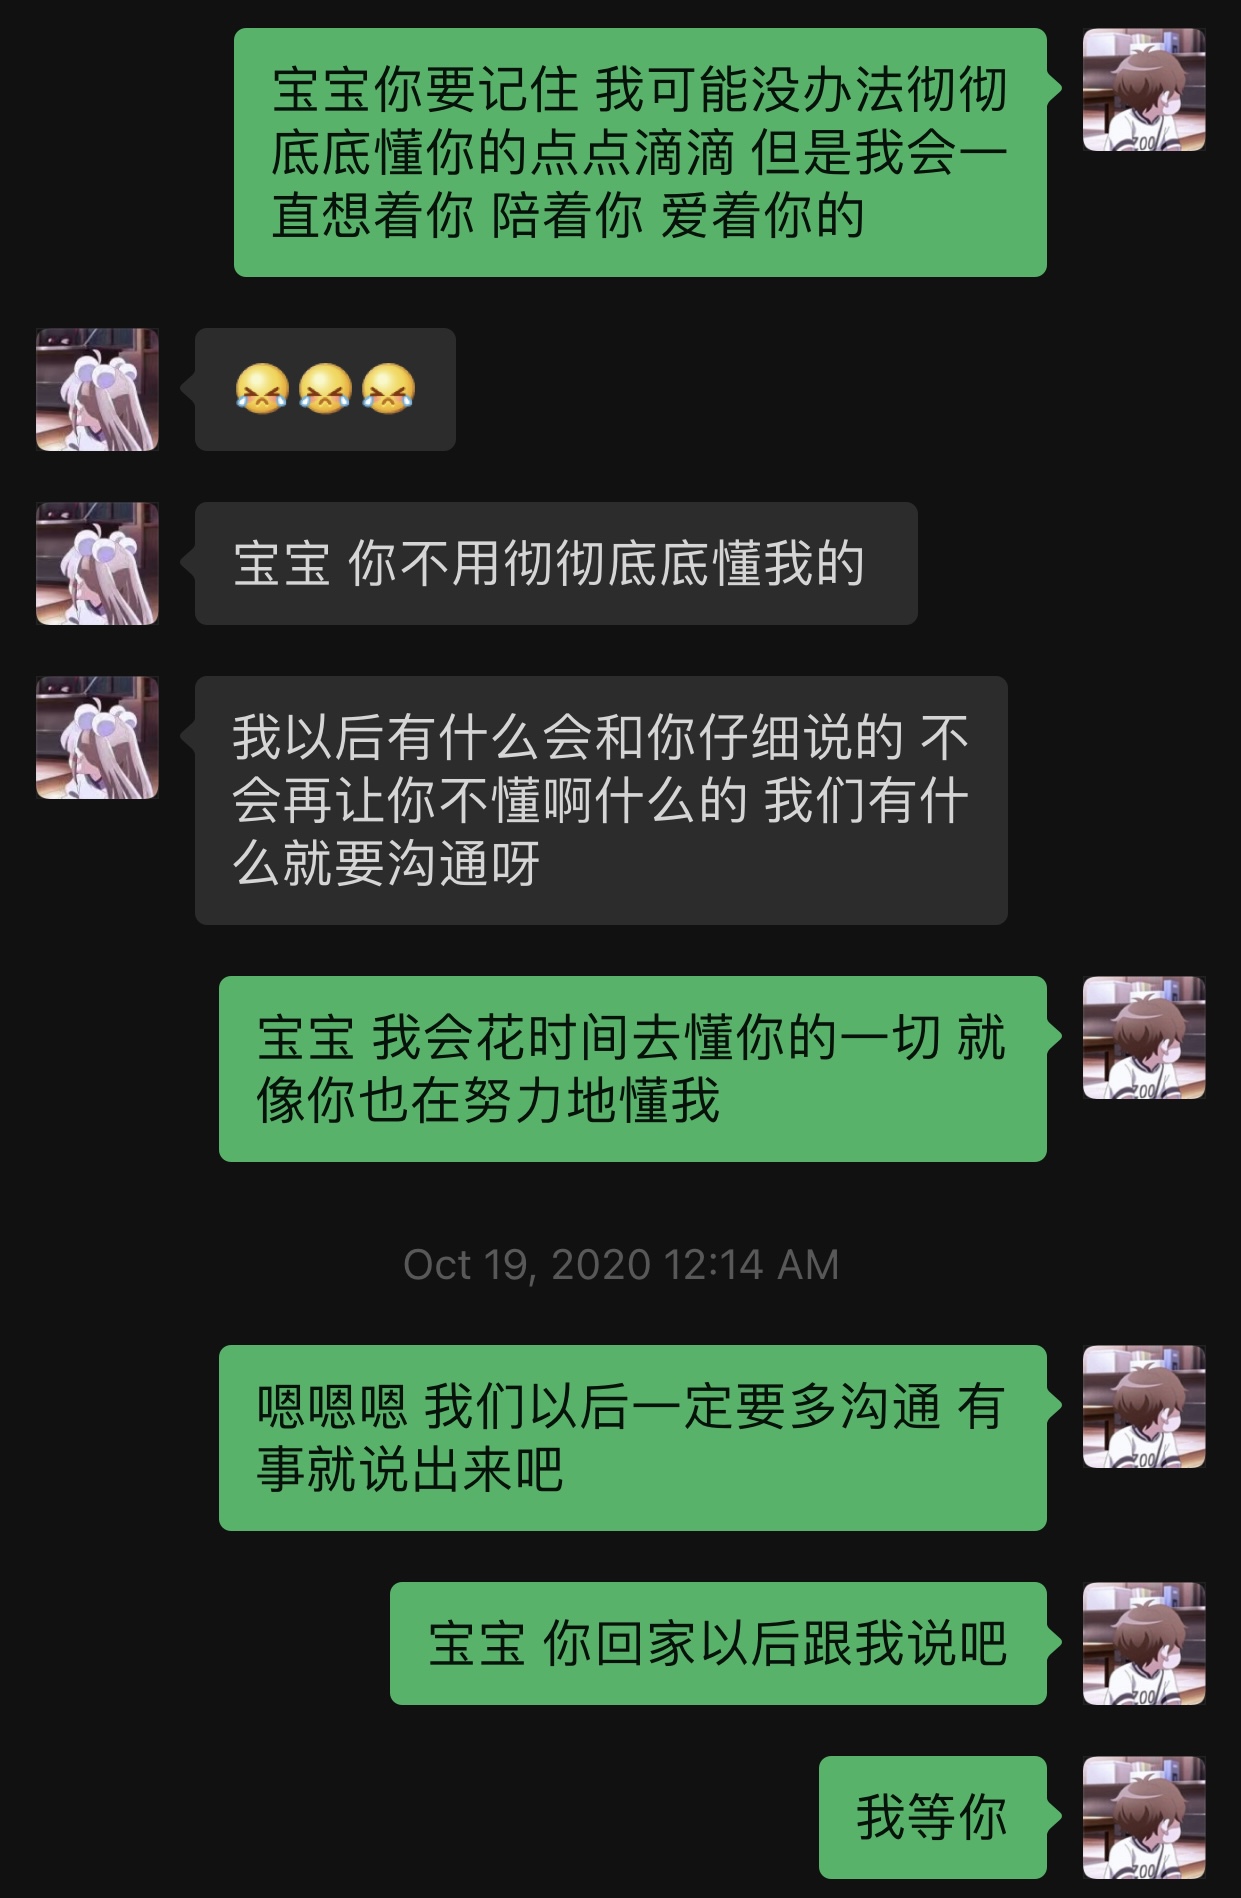 宝宝你要记住 我可能没办法彻彻
底底懂你的点点滴滴 但是我会一
直想着你 陪着你 爱着你的
😭😭😭
宝宝 你不用彻彻底底懂我的
我以后有什么会和你仔细说的 不
会再让你不懂啊什么的 我们有什
么就要沟通呀
宝宝 我会花时间去懂你的一切 就
像你也在努力地懂我
Oct 19, 2020 12:14 AM
嗯嗯嗯 我们以后一定要多沟通 有
事就说出来吧
宝宝 你回家以后跟我说吧
我等你
ZOO
ZOO
ZOO
ZOO
ZOO